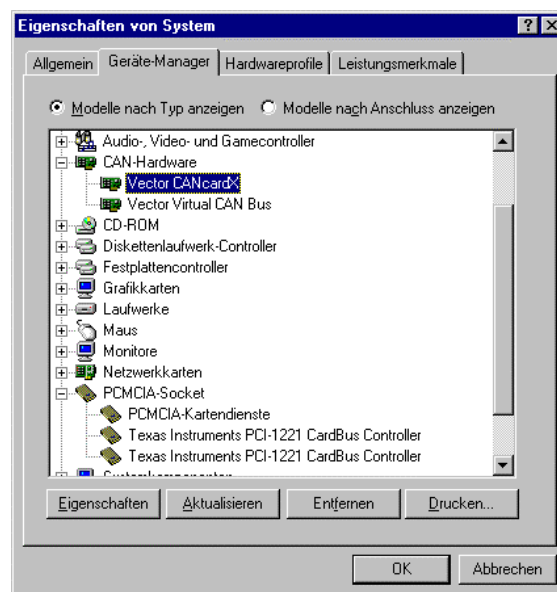 Eigenschaften von System
Allgemein Geräte-Manager Hardwareprofile Leistungsmerkmale
Modelle nach Typ anzeigen Modelle nach Anschluss anzeigen
Audio-, Video- und Gamecontroller
CAN-Hardware
Vector CANcardX
Vector Virtual CAN Bus
CD-ROM
Diskettenlaufwerk-Controller
Festplattencontroller
Grafikkarten
Laufwerke
Maus
Monitore
Netzwerkkarten
PCMCIA-Socket
PCMCIA-Kartendienste
Texas Instruments PCI-1221 CardBus Controller
Texas Instruments PCI-1221 CardBus Controller
Systemkomponenten
Eigenschaften Aktualisieren Entfernen Drucken...
OK Abbrechen